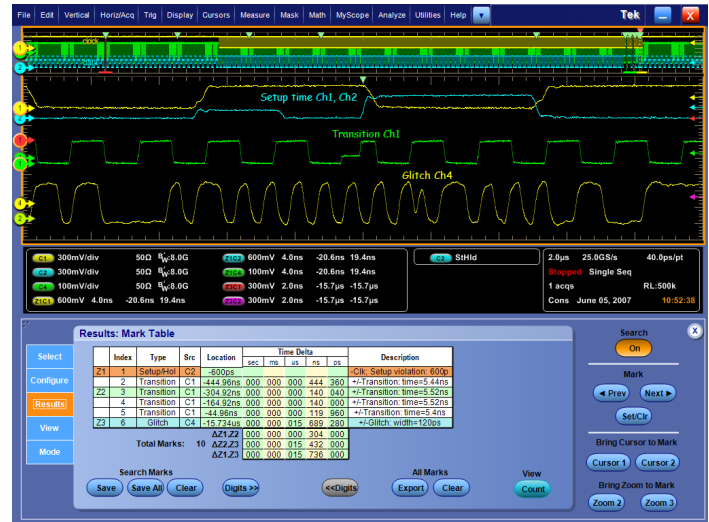 File Edit Vertical Horiz/Acq Trig Display Cursors Measure Mask Math MyScope Analyze Utilities Help Tek X
clock
Setup time Ch1, Ch2
Transition Ch1
Glitch Ch4
C1 300mV/div 50Ω BW:8.0G Z1C2 600mV 4.0ns -20.6ns 19.4ns C2 StHld 2.0µs 25.0GS/s 40.0ps/pt
C2 300mV/div 50Ω BW:8.0G Z1C4 100mV 4.0ns -20.6ns 19.4ns Stopped Single Seq
C4 100mV/div 50Ω BW:8.0G Z3C1 300mV 2.0ns -15.7µs -15.7µs 1 acqs RL:500k
Z1C1 600mV 4.0ns -20.6ns 19.4ns Z3C2 300mV 2.0ns -15.7µs -15.7µs Cons June 05, 2007 10:52:38
Results: Mark Table
Select
Configure
Results
View
Mode
Index Type Src Location Time Delta Description
sec ms us ns ps
Z1 1 Setup/Hol C2 -600ps -Clk; Setup violation: 600p
2 Transition C1 -444.96ns 000 000 000 444 360 +/-Transition: time=5.44ns
Z2 3 Transition C1 -304.92ns 000 000 000 140 040 +/-Transition: time=5.52ns
4 Transition C1 -164.92ns 000 000 000 140 000 +/-Transition: time=5.52ns
5 Transition C1 -44.96ns 000 000 000 119 960 +/-Transition: time=5.4ns
Z3 6 Glitch C4 -15.734us 000 000 015 689 280 +/-Glitch: width=120ps
ΔZ1,Z2 000 000 000 304 000
Total Marks: 10 ΔZ2,Z3 000 000 015 432 000
ΔZ1,Z3 000 000 015 736 000
Search Marks
Save Save All Clear Digits >> <<Digits
All Marks
Export Clear
View
Count
Search
On
X
Mark
◄ Prev Next ►
Set/Clr
Bring Cursor to Mark
Cursor 1 Cursor 2
Bring Zoom to Mark
Zoom 2 Zoom 3